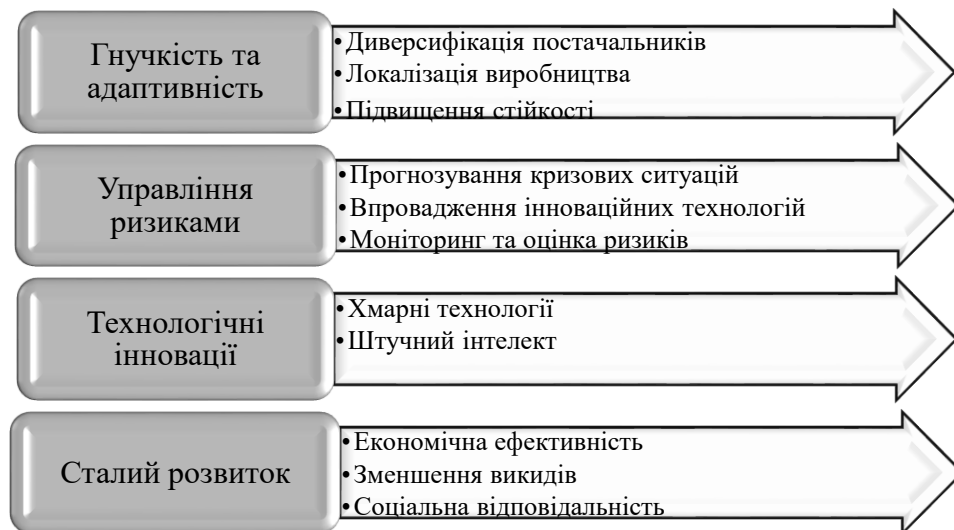 Гнучкість та
адаптивність
•Диверсифікація постачальників
•Локалізація виробництва
•Підвищення стійкості
Управління
ризиками
•Прогнозування кризових ситуацій
•Впровадження інноваційних технологій
•Моніторинг та оцінка ризиків
Технологічні
інновації
•Хмарні технології
•Штучний інтелект
Сталий розвиток
•Економічна ефективність
•Зменшення викидів
•Соціальна відповідальність